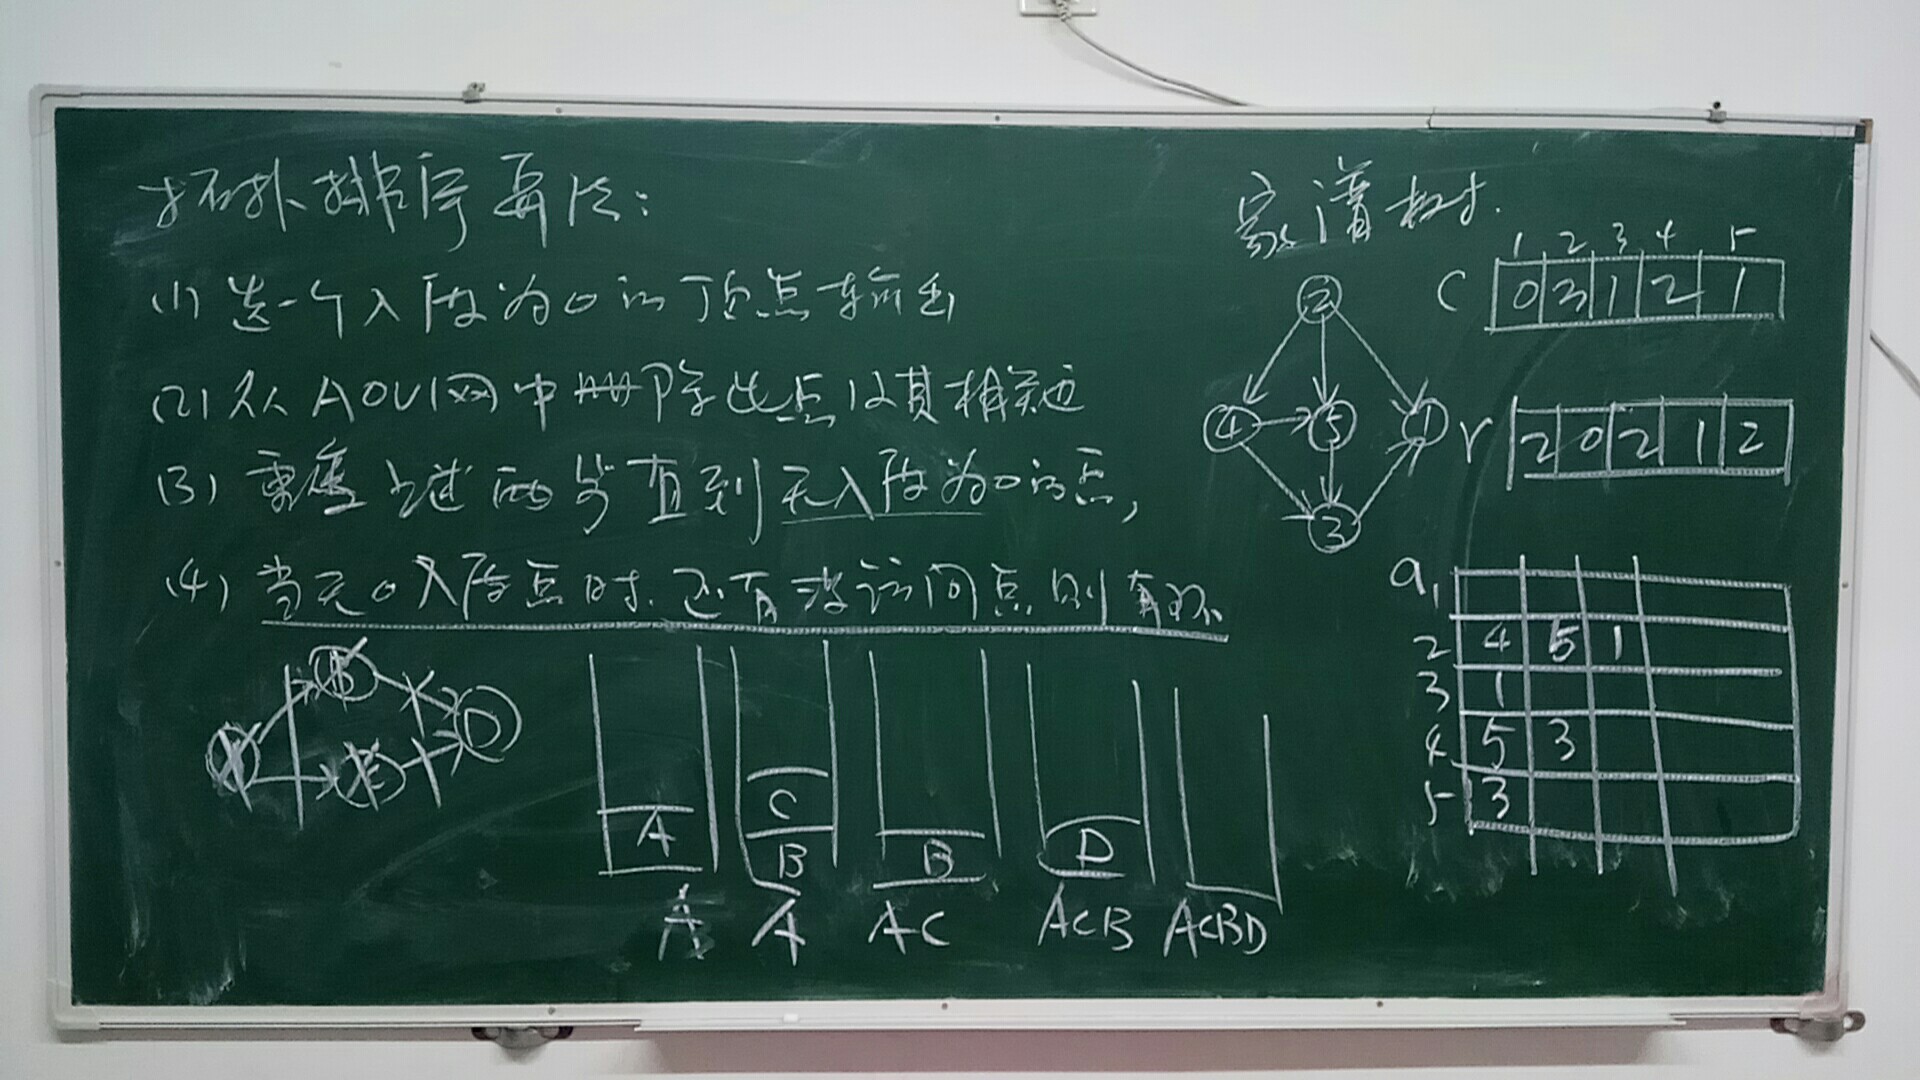 拓扑排序算法:
(1) 选一个入度为0的顶点输出
(2) 从AOV网中删除此点及其相关边
(3) 重复上述两步直到无入度为0的点,
(4) 当无0入度点时.还有没访问点则有环
B
D
A
C
B
B
D
A
A
AC
ACB
ACBD
家谱树.
2
4 5 1
3
1 2 3 4 5
C 0 3 1 2 1
r 2 0 2 1 2
a 1
2 4 5 1
3 1
4 5 3
5 3